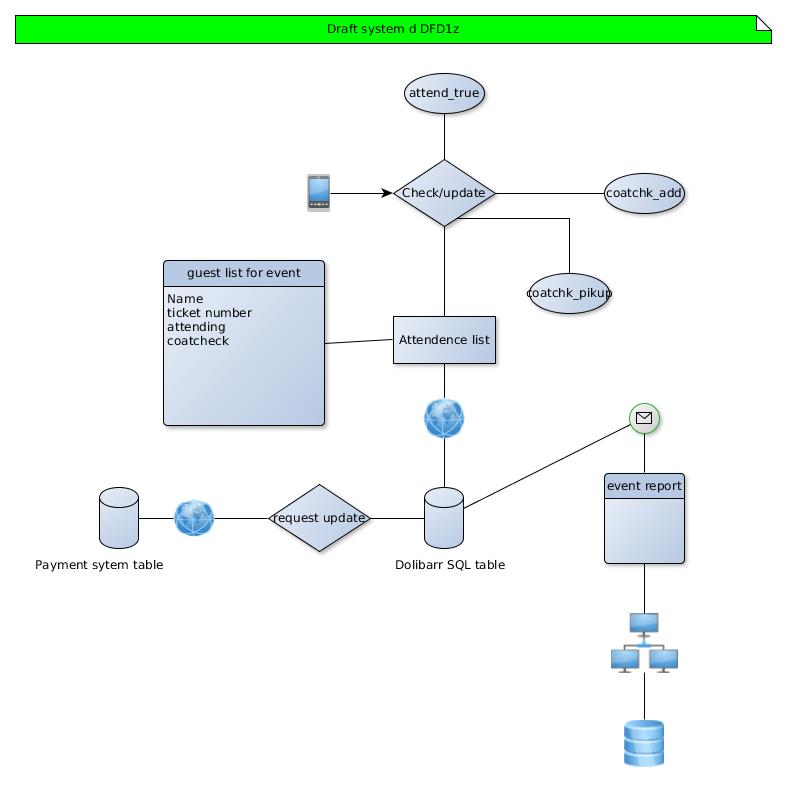 Draft system d DFD1z
attend_true
Check/update
coatchk_add
guest list for event
coatchk_pikup
Name
ticket number
attending
coatcheck
Attendence list
event report
request update
Payment sytem table
Dolibarr SQL table